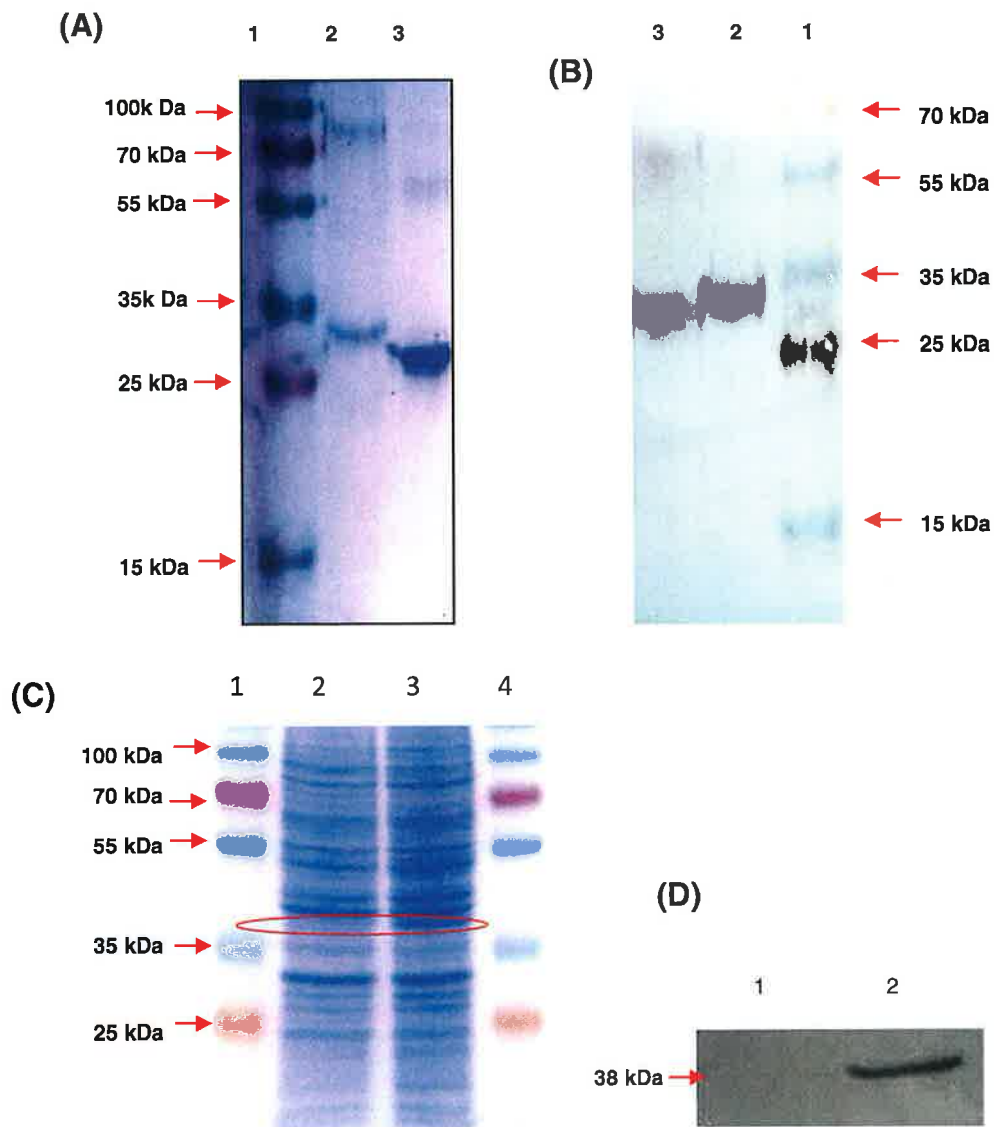 (A)
1 2 3
100k Da
70 kDa
55 kDa
35k Da
25 kDa
15 kDa
(B)
3 2 1
70 kDa
55 kDa
35 kDa
25 kDa
15 kDa
(C)
1 2 3 4
100 kDa
70 kDa
55 kDa
35 kDa
25 kDa
(D)
1 2
38 kDa